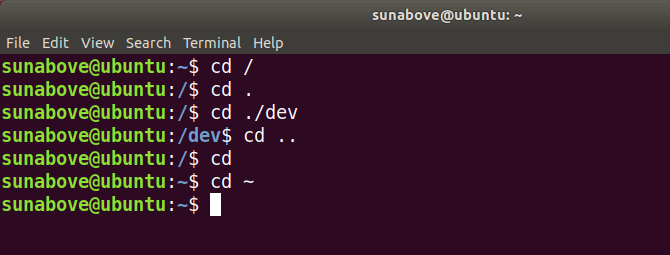 sunabove@ubuntu: ~
File Edit View Search Terminal Help
sunabove@ubuntu:~$ cd /
sunabove@ubuntu:/$ cd .
sunabove@ubuntu:/$ cd ./dev
sunabove@ubuntu:/dev$ cd ..
sunabove@ubuntu:/$ cd
sunabove@ubuntu:~$ cd ~
sunabove@ubuntu:~$